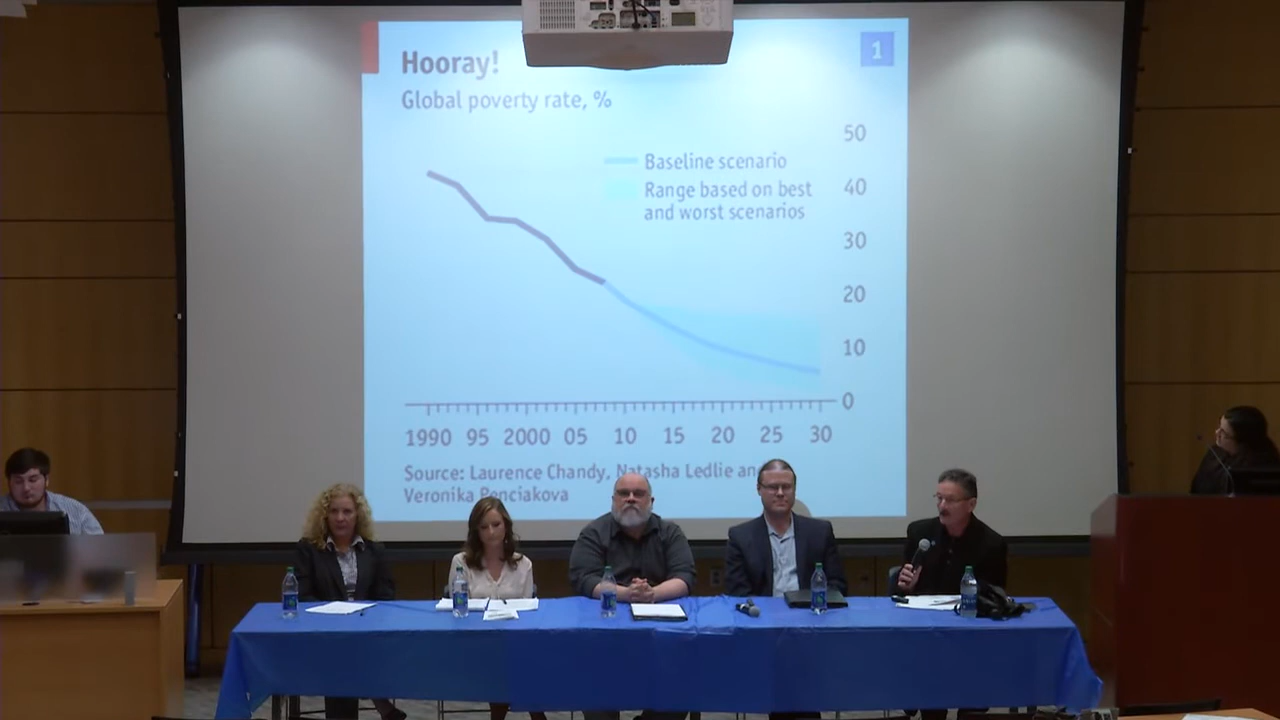 Hooray!
1
Global poverty rate, %
50
Baseline scenario
40
Range based on best
and worst scenarios
30
20
10
0
1990 95 2000 05 10 15 20 25 30
Source: Laurence Chandy, Natasha Ledlie an
Veronika Penciakova